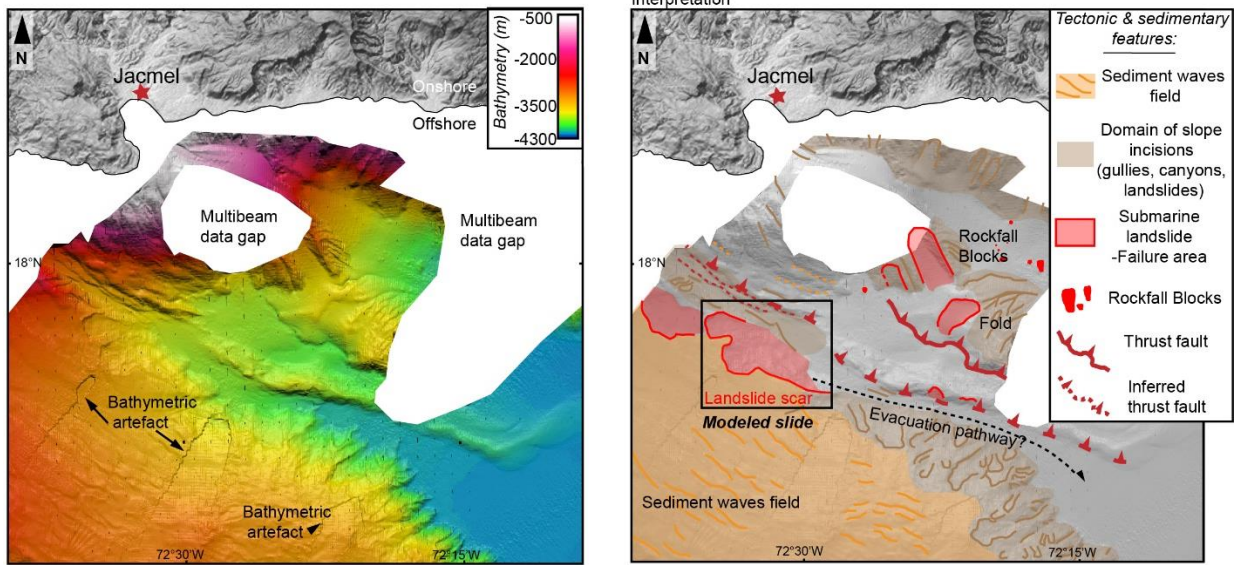 N
Jacmel
Onshore
Offshore
Bathymetry (m)
-500
-2000
-3500
-4300
Multibeam
data gap
Multibeam
data gap
18°N
Bathymetric
artefact
Bathymetric
artefact
72°30'W
72°15'W
Interpretation
N
Jacmel
18°N
Rockfall
Blocks
Fold
Landslide scar
Modeled slide
Evacuation pathway?
Sediment waves field
72°30'W
72°15'W
Tectonic & sedimentary
features:
Sediment waves
field
Domain of slope
incisions
(gullies, canyons,
landslides)
Submarine
landslide
-Failure area
Rockfall Blocks
Thrust fault
Inferred
thrust fault